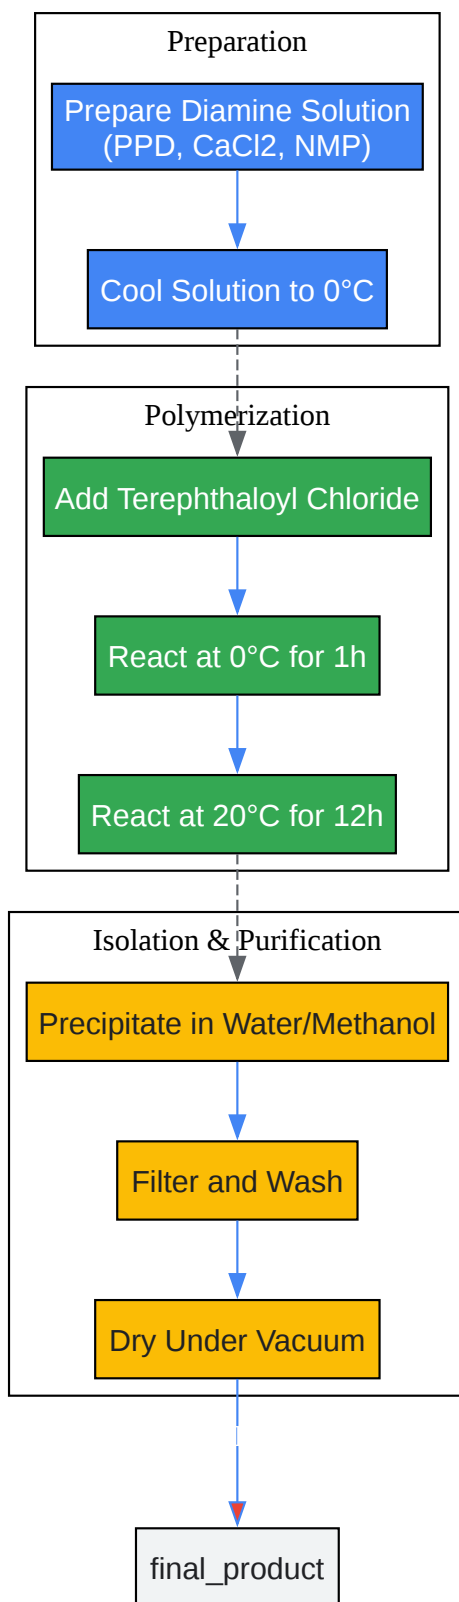 Preparation
Prepare Diamine Solution
(PPD, CaCl2, NMP)
Cool Solution to 0°C
Polymerization
Add Terephthaloyl Chloride
React at 0°C for 1h
React at 20°C for 12h
Isolation & Purification
Precipitate in Water/Methanol
Filter and Wash
Dry Under Vacuum
final_product